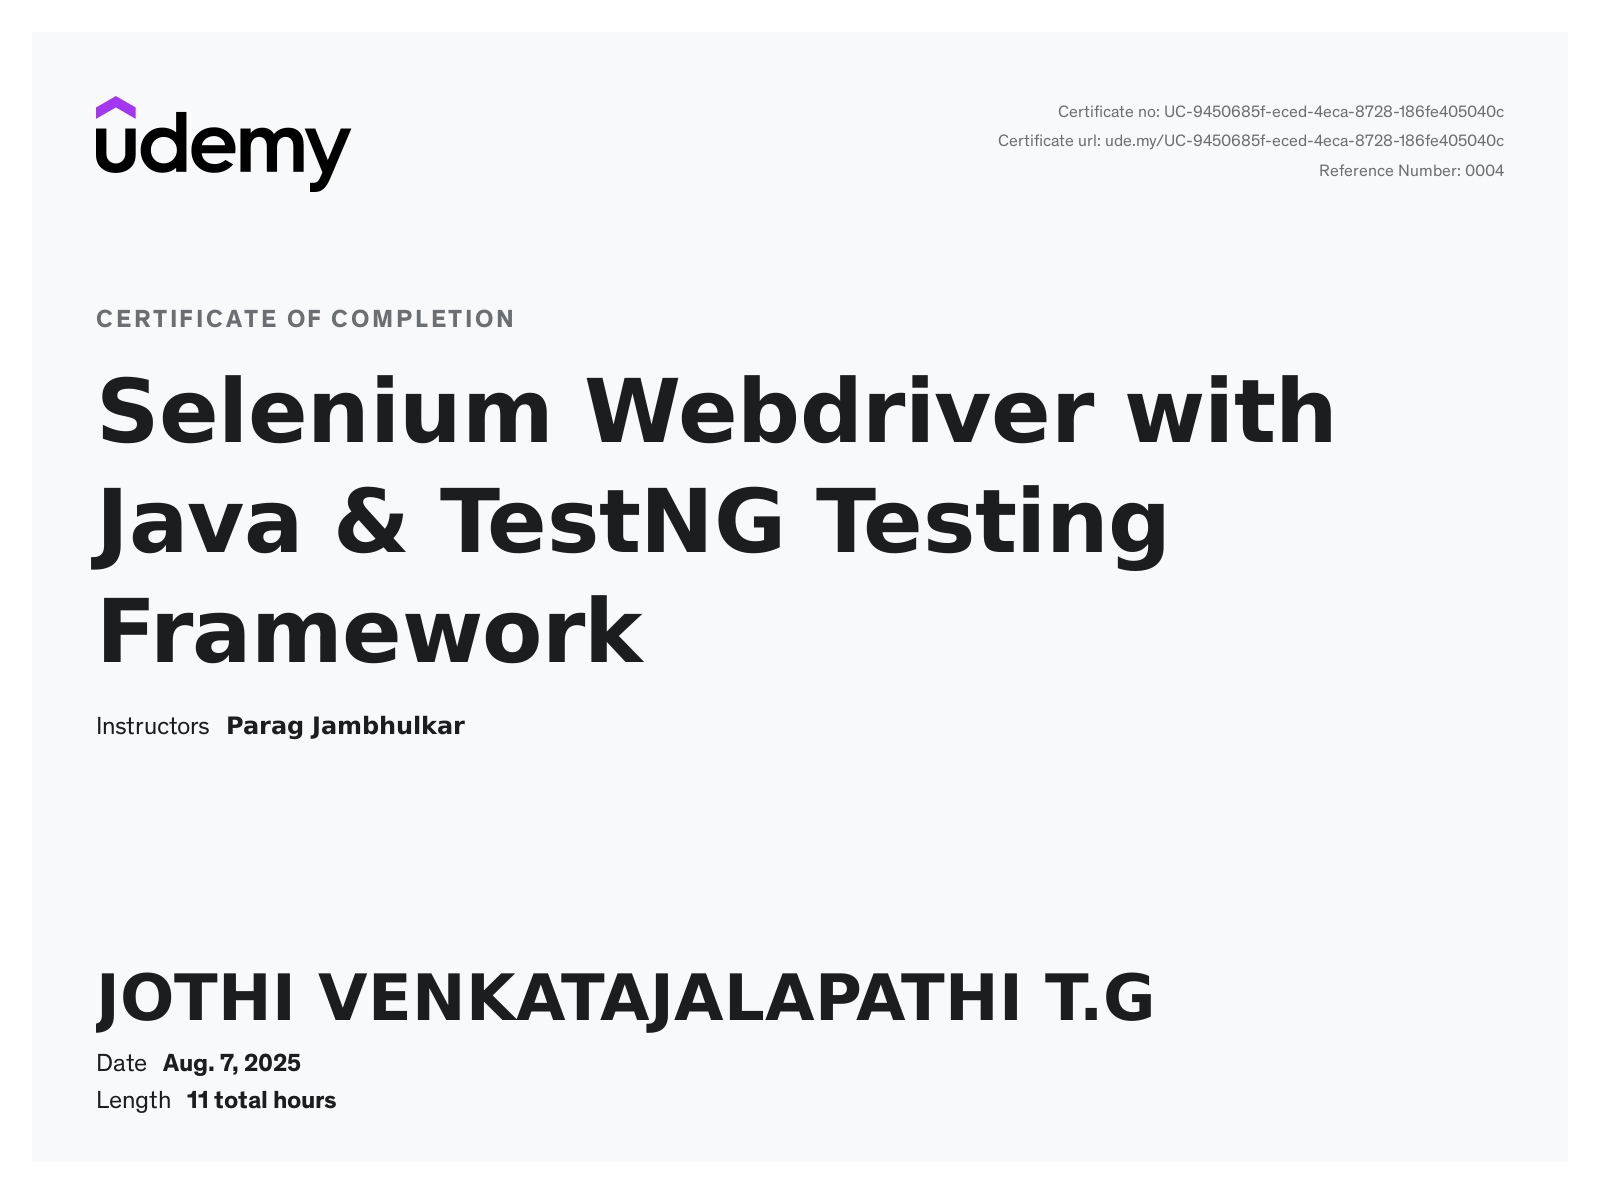 udemy
Certificate no: UC-9450685f-eced-4eca-8728-186fe405040c
Certificate url: ude.my/UC-9450685f-eced-4eca-8728-186fe405040c
Reference Number: 0004
CERTIFICATE OF COMPLETION
Selenium Webdriver with
Java & TestNG Testing
Framework
Instructors Parag Jambhulkar
JOTHI VENKATAJALAPATHI T.G
Date Aug. 7, 2025
Length 11 total hours